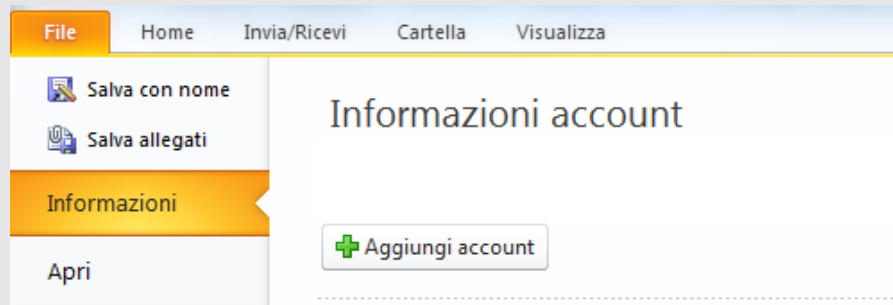 File Home Invia/Ricevi Cartella Visualizza
Salva con nome
Salva allegati
Informazioni
Apri
Informazioni account
Aggiungi account